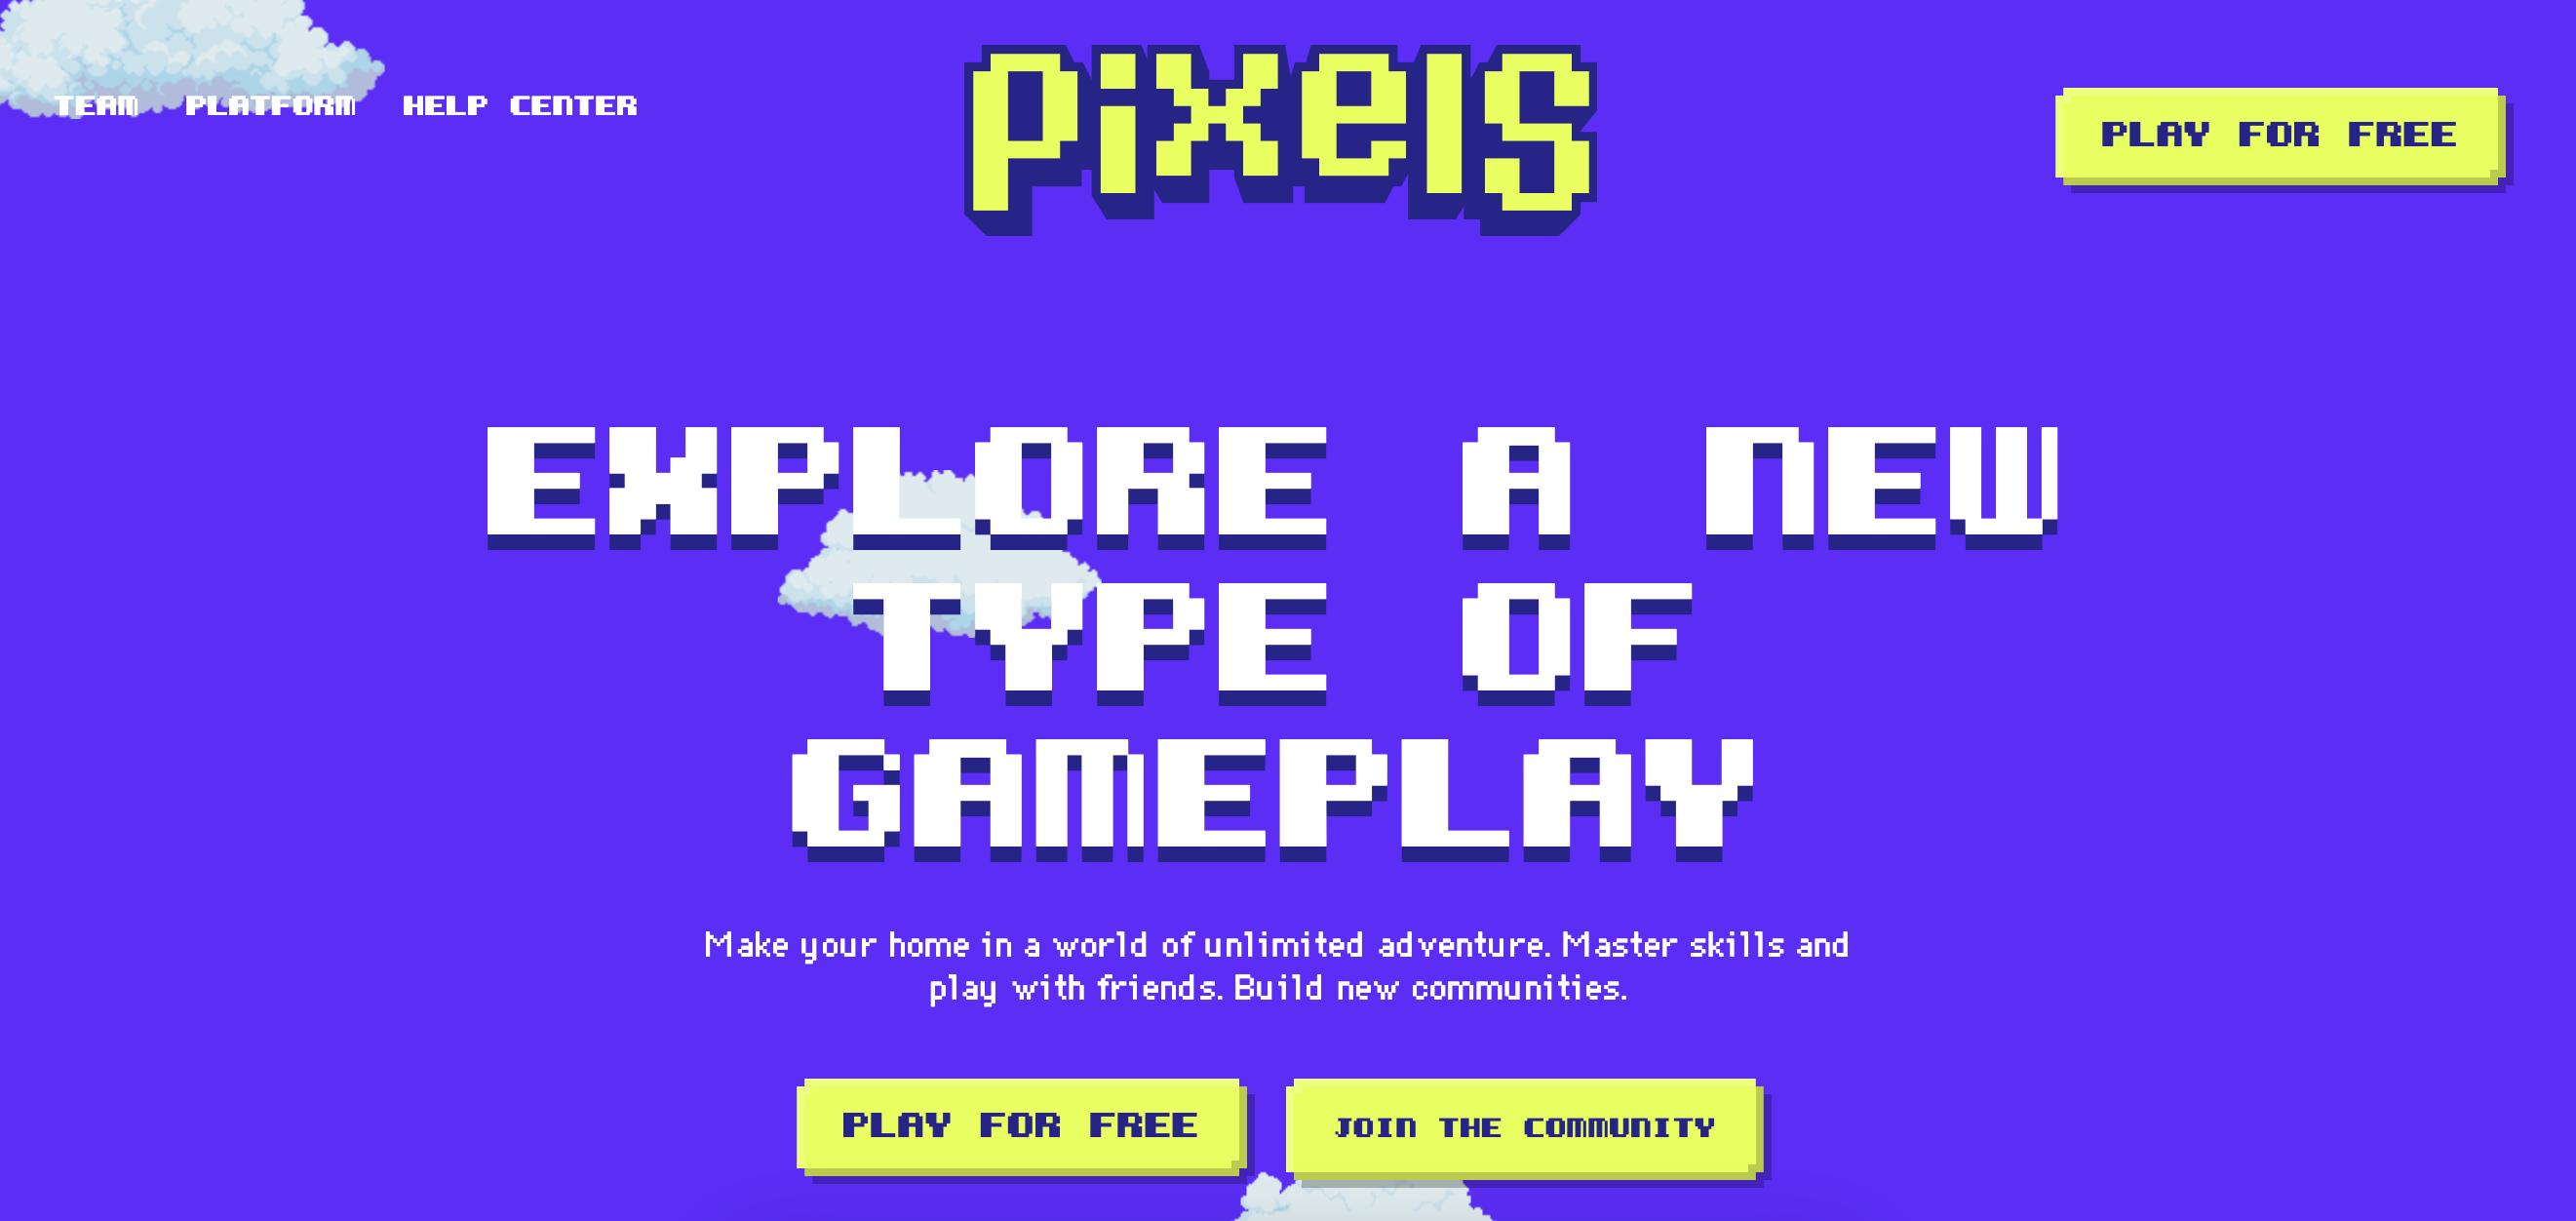 TEAM PLATFORM HELP CENTER
pixels
PLAY FOR FREE
EXPLORE A NEW
TYPE OF
GAMEPLAY
Make your home in a world of unlimited adventure. Master skills and
play with friends. Build new communities.
PLAY FOR FREE
JOIN THE COMMUNITY